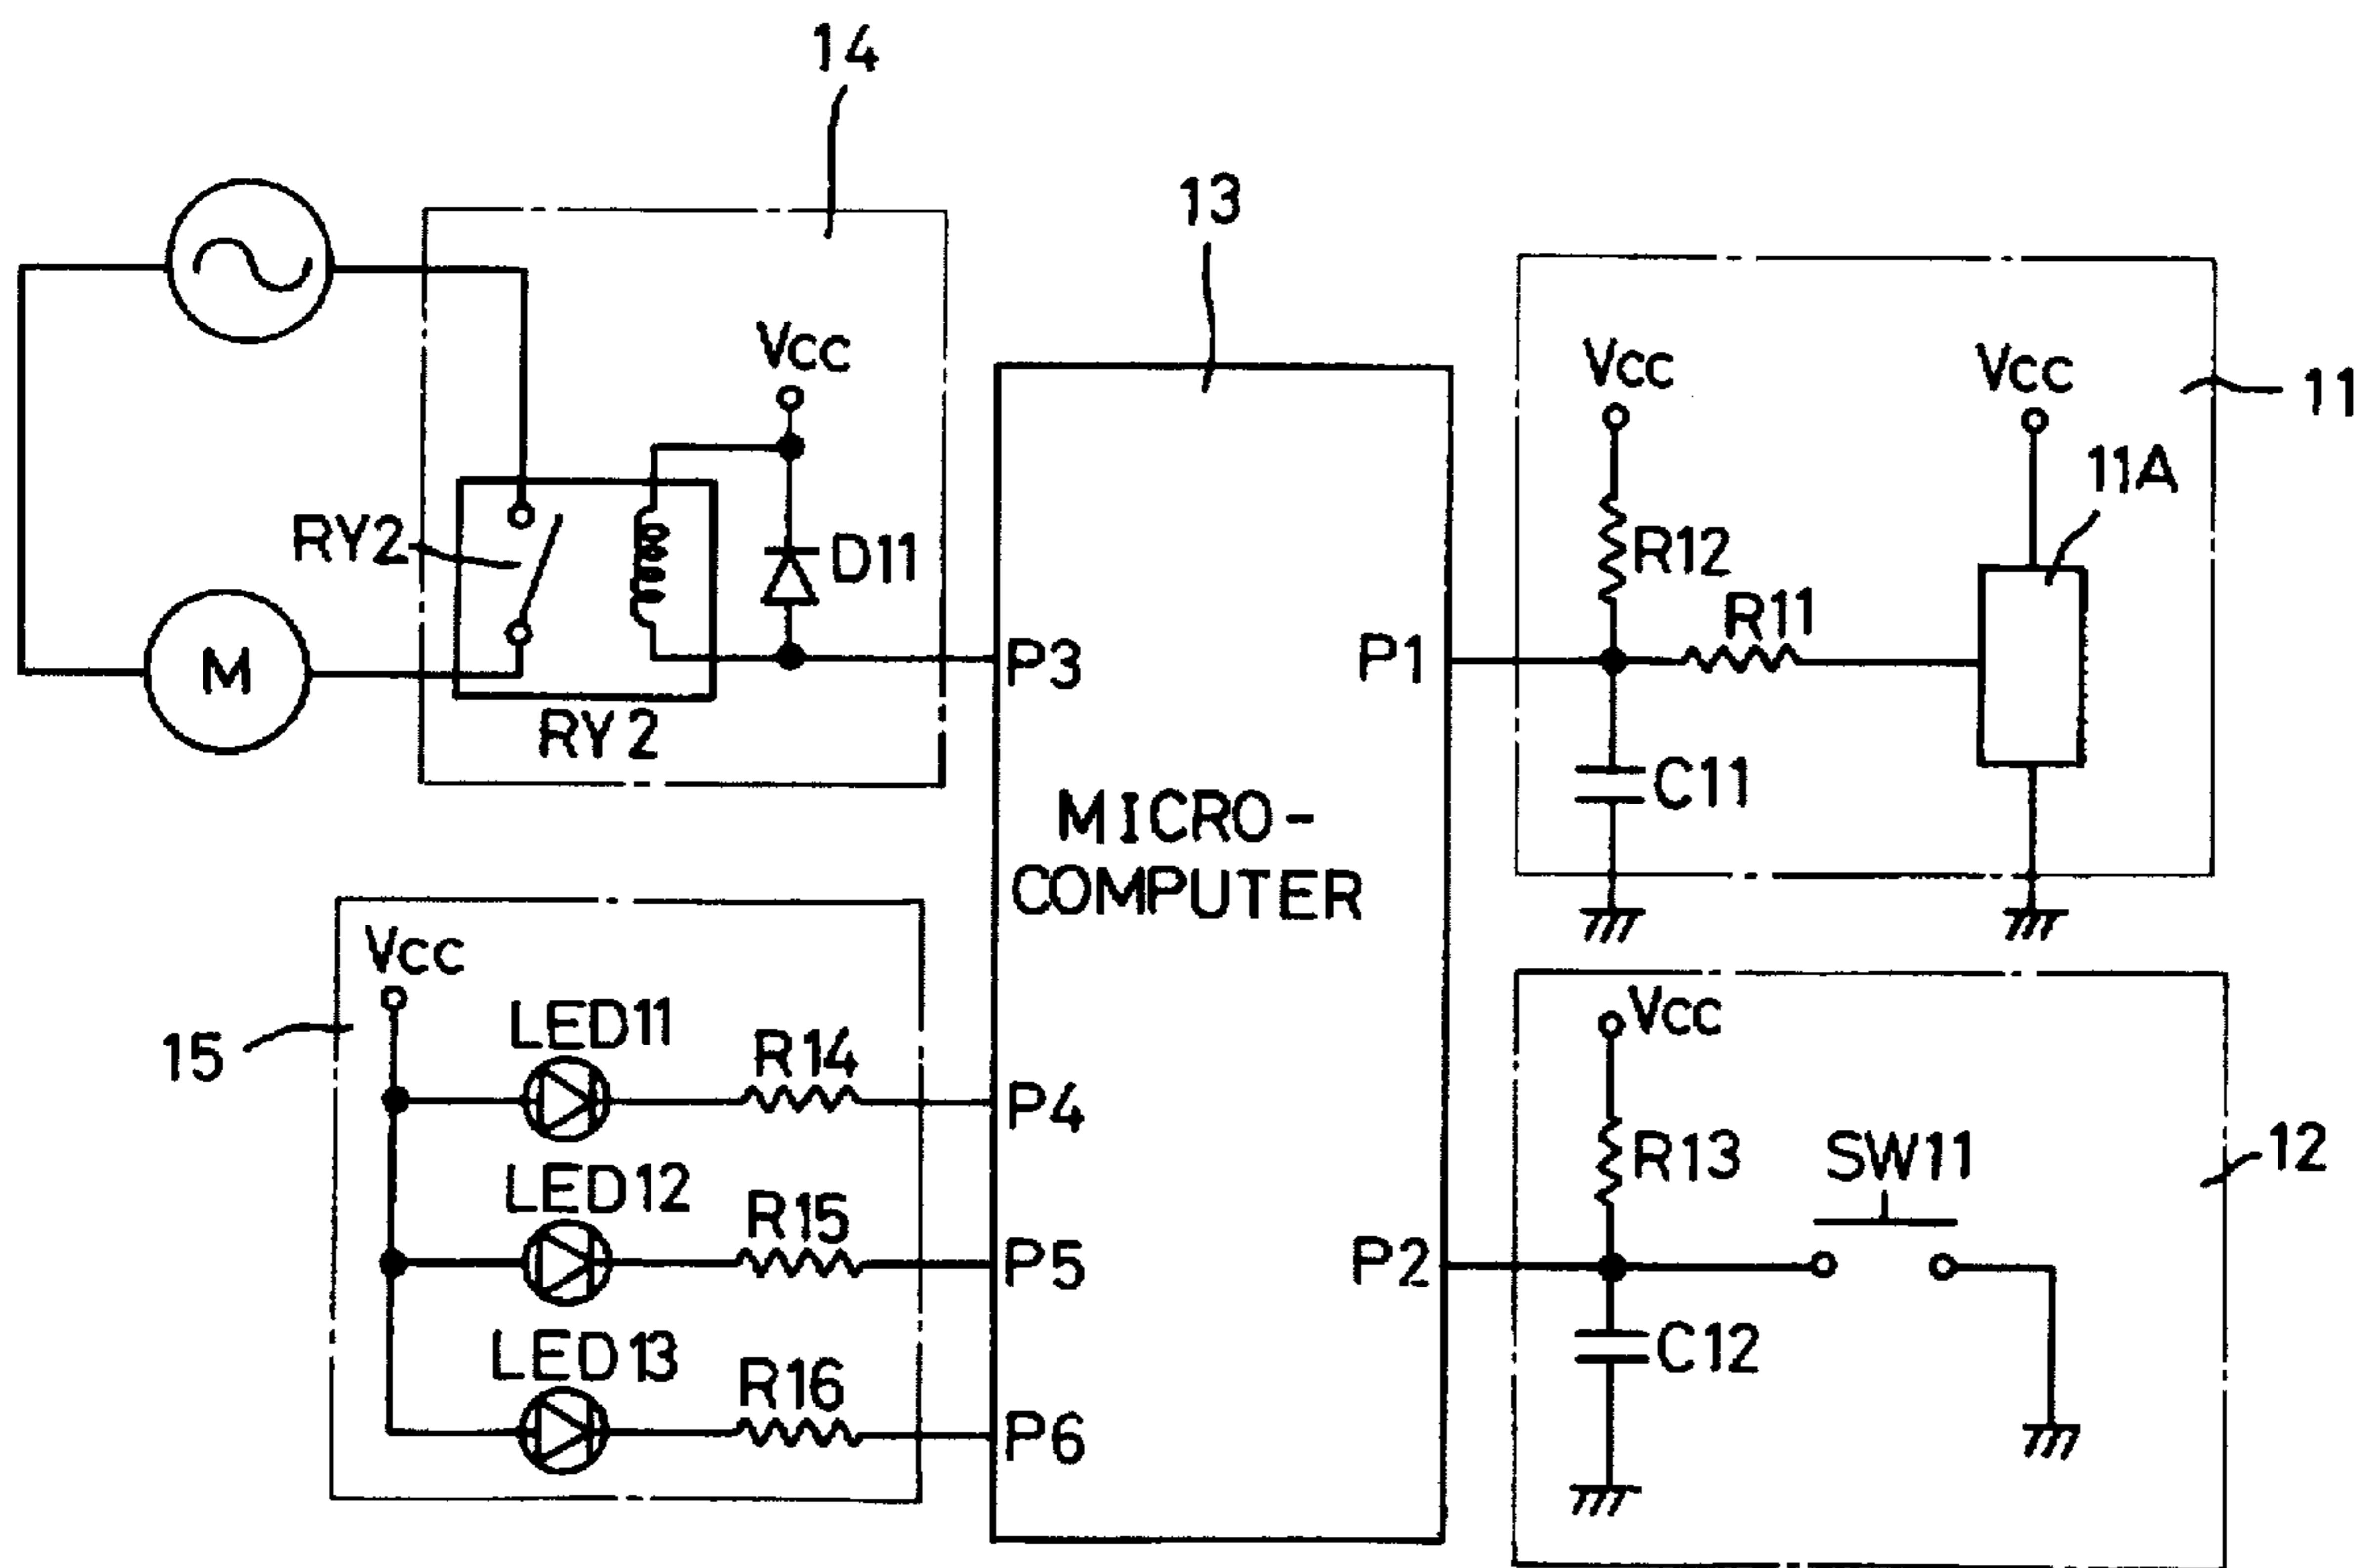 14
13
Vcc
Vcc
Vcc
11
11A
RY2
D11
R12
R11
M
P3
P1
RY2
C11
MICRO-
COMPUTER
Vcc
LED11
Vcc
15
R14
P4
R13
SW11
12
LED12
R15
P5
P2
LED13
R16
C12
P6